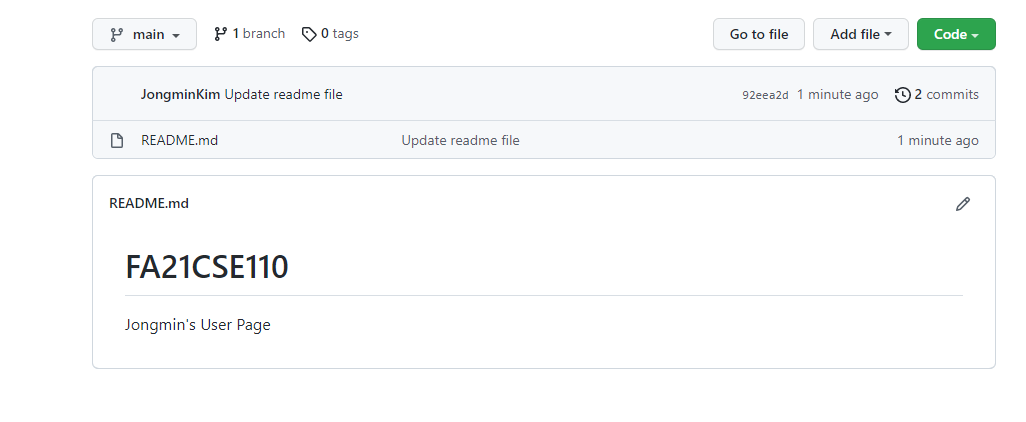 main 1 branch 0 tags Go to file Add file Code
JongminKim Update readme file 92eea2d 1 minute ago 2 commits
README.md Update readme file 1 minute ago
README.md
FA21CSE110
Jongmin's User Page